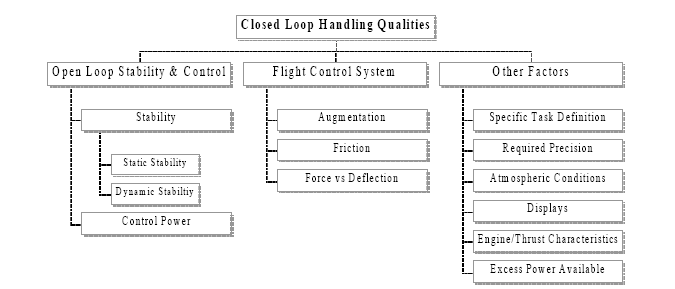 Closed Loop Handling Qualities
Open Loop Stability & Control
Flight Control System
Other Factors
Stability
Static Stability
Dynamic Stabiltiy
Control Power
Augmentation
Friction
Force vs Deflection
Specific Task Definition
Required Precision
Atmospheric Conditions
Displays
Engine/Thrust Characteristics
Excess Power Available